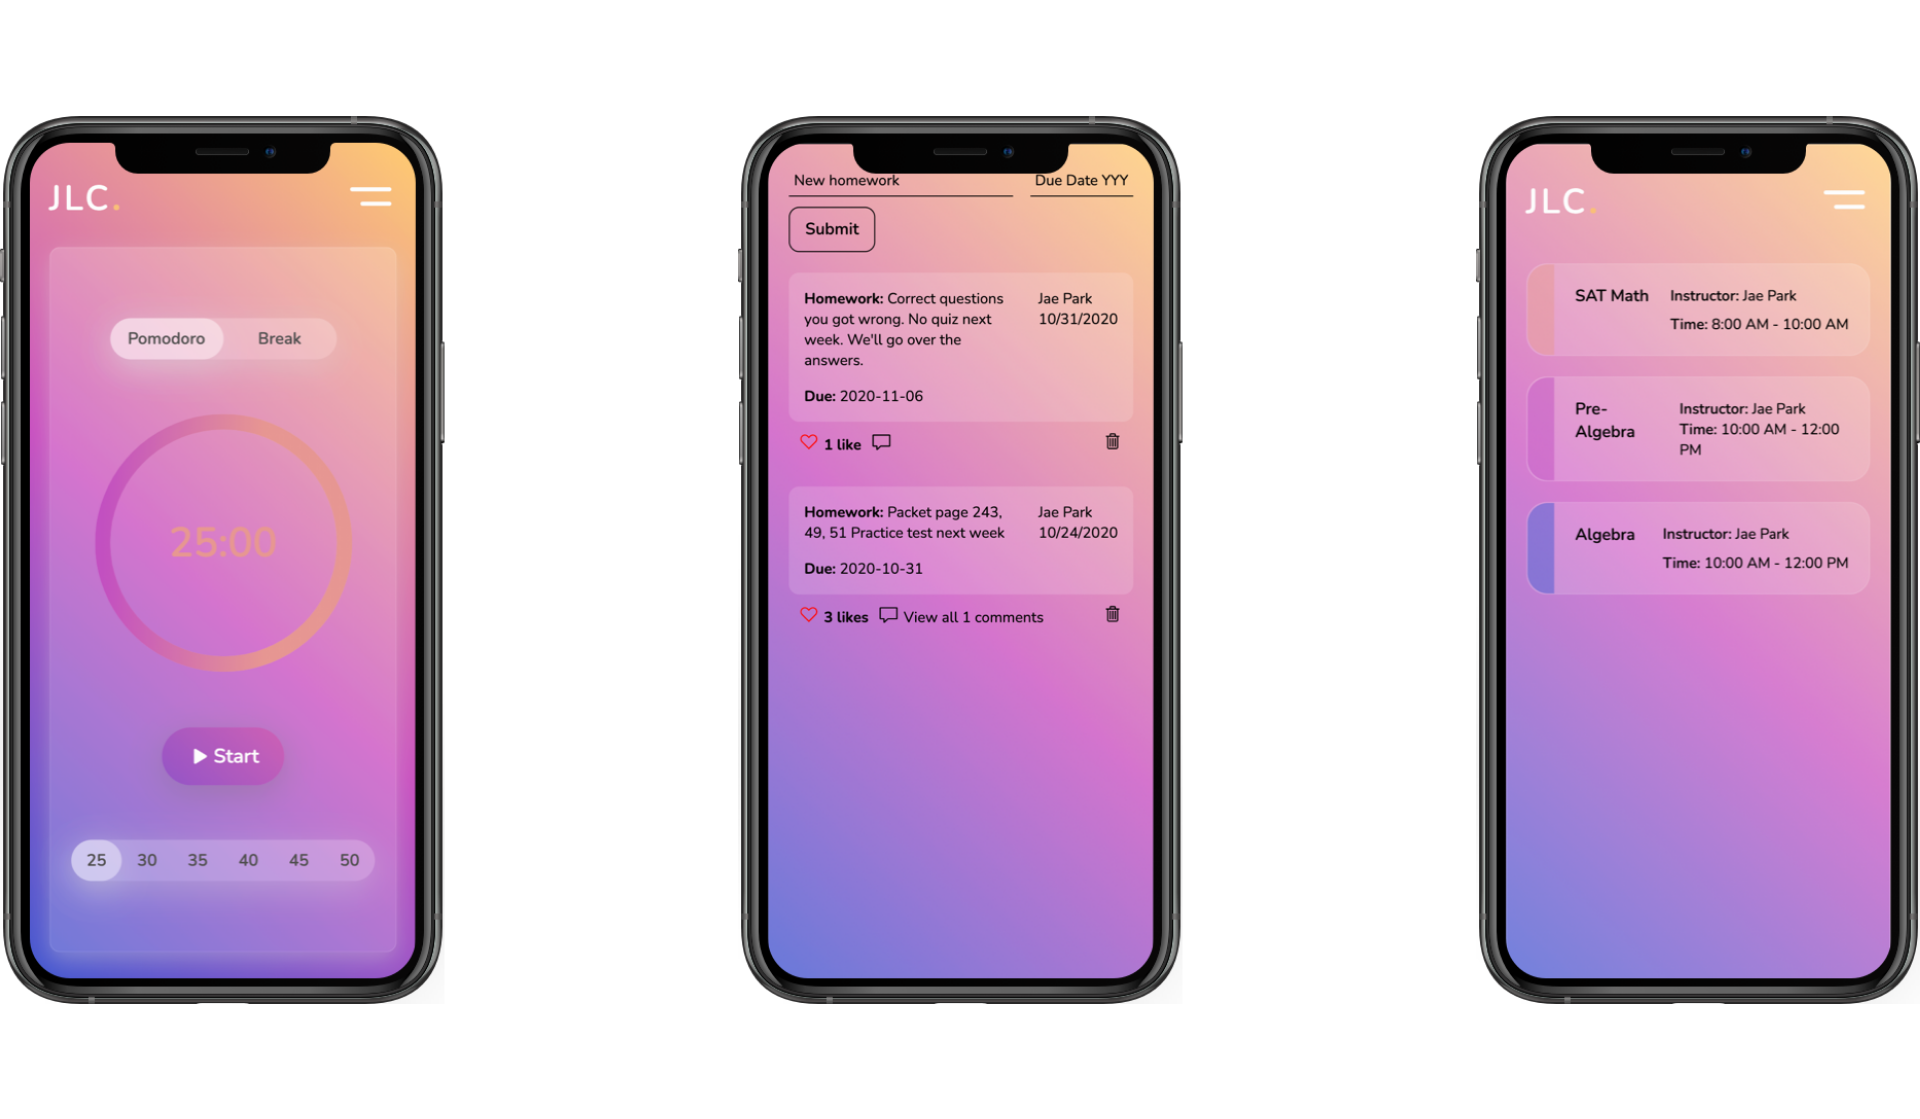 JLC.
Pomodoro Break
25:00
Start
25 30 35 40 45 50
New homework Due Date YYY
Submit
Homework: Correct questions
you got wrong. No quiz next
week. We'll go over the
answers.
Due: 2020-11-06
Jae Park
10/31/2020
1 like
Homework: Packet page 243,
49, 51 Practice test next week
Due: 2020-10-31
Jae Park
10/24/2020
3 likes View all 1 comments
JLC.
SAT Math
Instructor: Jae Park
Time: 8:00 AM - 10:00 AM
Pre-
Algebra
Instructor: Jae Park
Time: 10:00 AM - 12:00
PM
Algebra
Instructor: Jae Park
Time: 10:00 AM - 12:00 PM